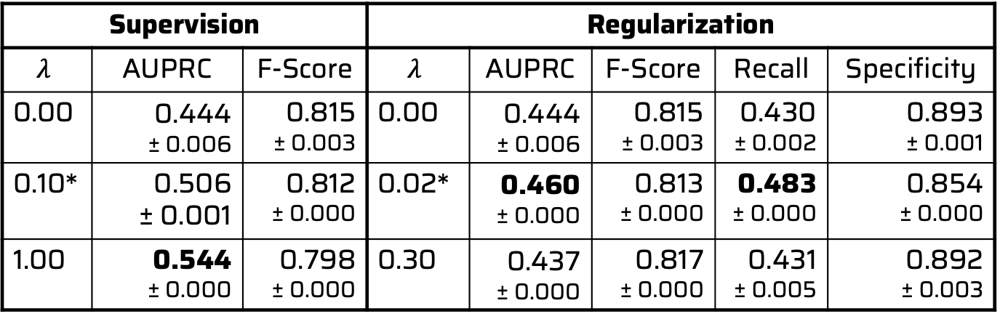 Supervision Regularization
λ AUPRC F-Score λ AUPRC F-Score Recall Specificity
0.00 0.444 0.815 0.00 0.444 0.815 0.430 0.893
± 0.006 ± 0.003 ± 0.006 ± 0.003 ± 0.002 ± 0.001
0.10* 0.506 0.812 0.02* 0.460 0.813 0.483 0.854
± 0.001 ± 0.000 ± 0.000 ± 0.000 ± 0.000 ± 0.000
1.00 0.544 0.798 0.30 0.437 0.817 0.431 0.892
± 0.000 ± 0.000 ± 0.000 ± 0.000 ± 0.005 ± 0.003